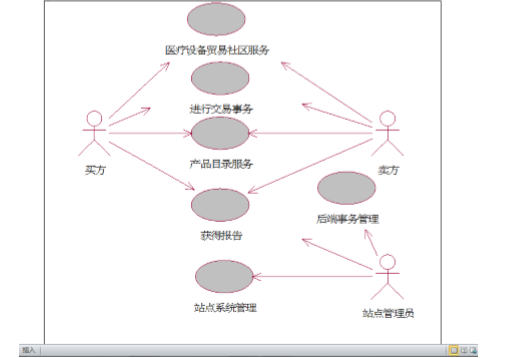 医疗设备贸易社区服务
进行交易事务
产品目录服务
买方
卖方
后端事务管理
获得报告
站点系统管理
站点管理员
插入